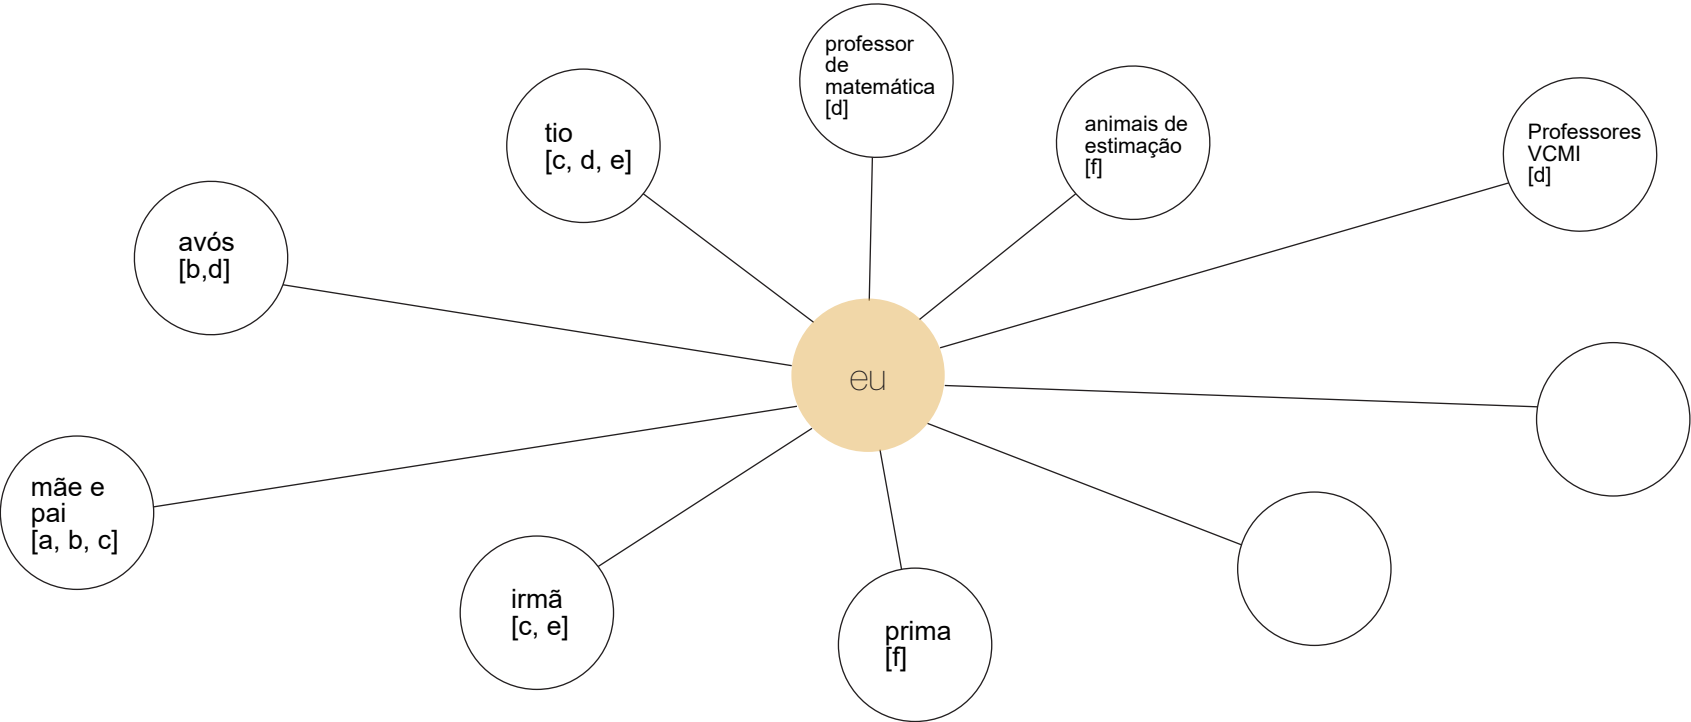 professor
de
matemática
[d]
tio
[c, d, e]
animais de
estimação
[f]
Professores
VCMI
[d]
avós
[b,d]
eu
mãe e
pai
[a, b, c]
irmã
[c, e]
prima
[f]